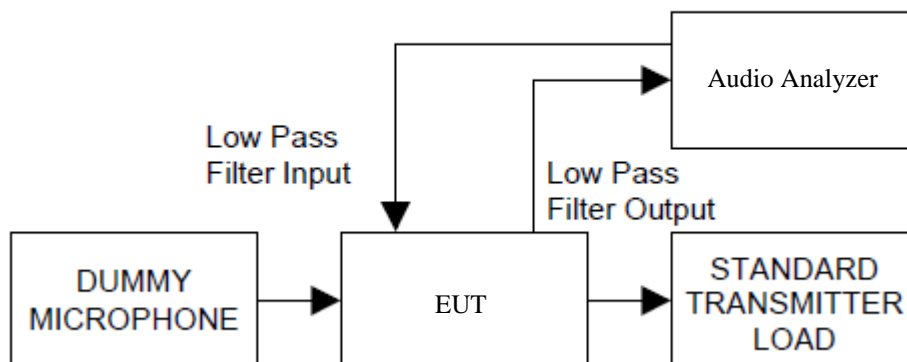 Audio Analyzer
Low Pass
Filter Input
Low Pass
Filter Output
DUMMY
MICROPHONE
EUT
STANDARD
TRANSMITTER
LOAD